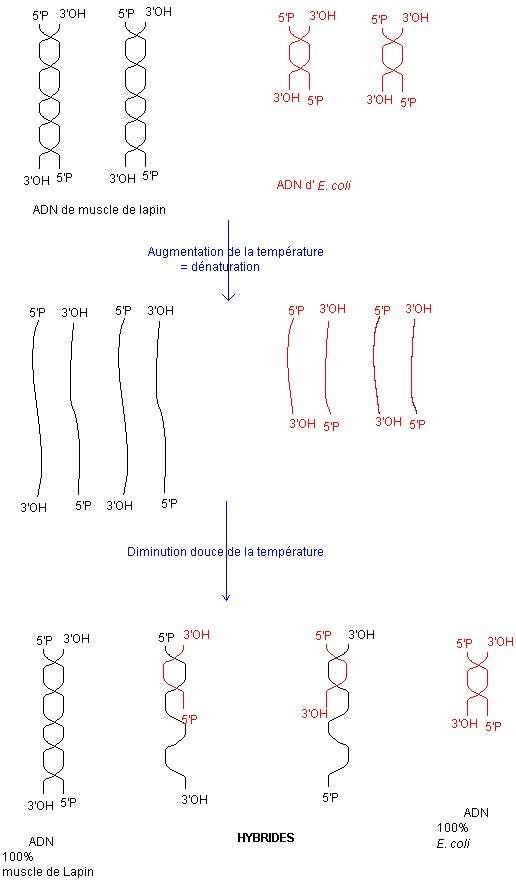 5'P 3'OH 5'P 3'OH 5'P 3'OH 5'P 3'OH
3'OH 5'P 3'OH 5'P 3'OH 5'P 3'OH 5'P
ADN de muscle de lapin
ADN d' E. coli
Augmentation de la température
= dénaturation
5'P 3'OH 5'P 3'OH 5'P 3'OH 5'P 3'OH
3'OH 5'P 3'OH 5'P 3'OH 5'P 3'OH 5'P
Diminution douce de la température
5'P 3'OH 5'P 3'OH 5'P 3'OH 5'P 3'OH
5'P 3'OH
3'OH 5'P
3'OH 5'P 3'OH 5'P
HYBRIDES
ADN
100%
muscle de Lapin
ADN
100%
E. coli